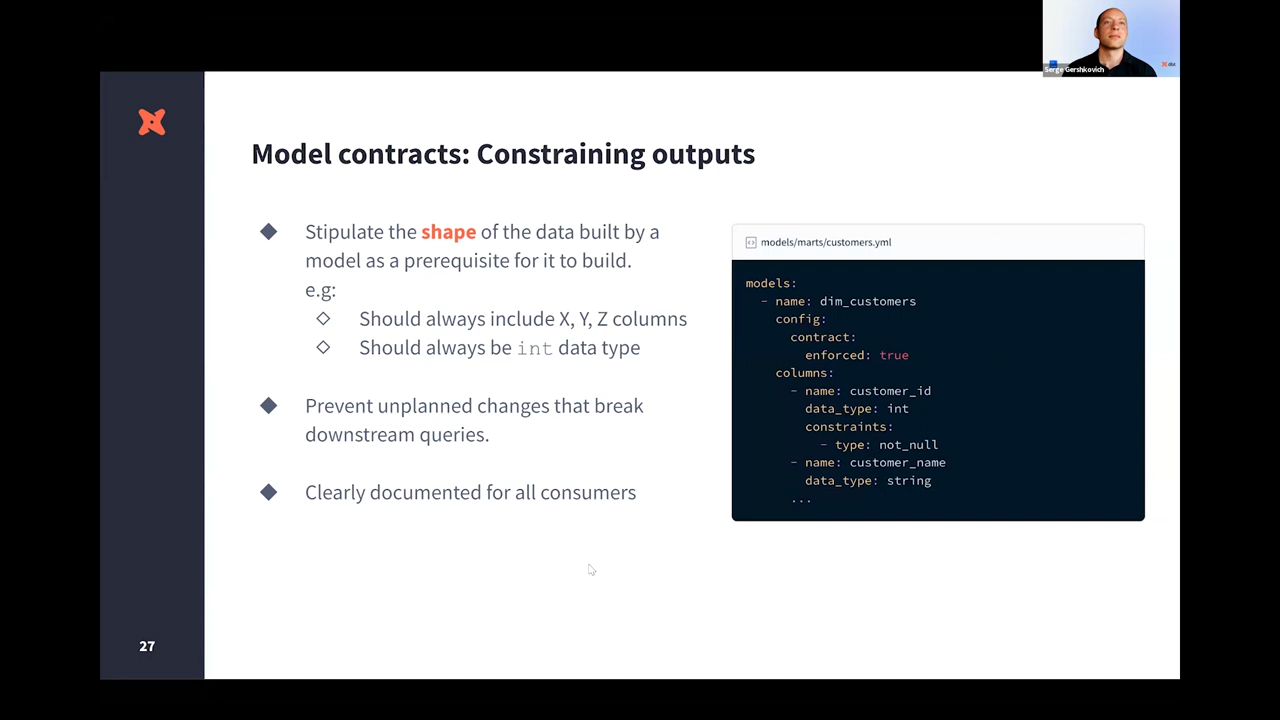 Serge Gershkovich
dbt
Model contracts: Constraining outputs
Stipulate the shape of the data built by a
model as a prerequisite for it to build.
e.g:
Should always include X, Y, Z columns
Should always be int data type
Prevent unplanned changes that break
downstream queries.
Clearly documented for all consumers
models/marts/customers.yml
models:
- name: dim_customers
config:
contract:
enforced: true
columns:
- name: customer_id
data_type: int
constraints:
- type: not_null
- name: customer_name
data_type: string
...
27